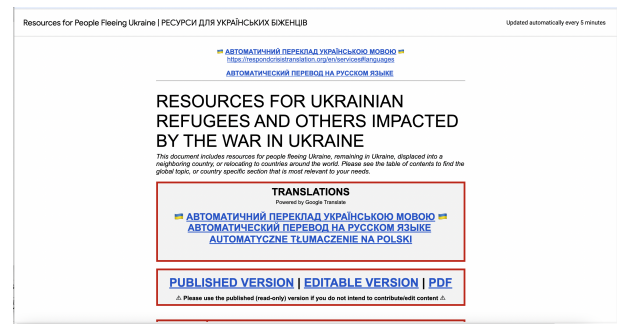 Resources for People Fleeing Ukraine | РЕСУРСИ ДЛЯ УКРАЇНСЬКИХ БІЖЕНЦІВ
Updated automatically every 5 minutes
🇺🇦 АВТОМАТИЧНИЙ ПЕРЕКЛАД УКРАЇНСЬКОЮ МОВОЮ 🇺🇦
https://respondcrisistranslation.org/en/services#languages
АВТОМАТИЧЕСКИЙ ПЕРЕВОД НА РУССКОМ ЯЗЫКЕ
RESOURCES FOR UKRAINIAN
REFUGEES AND OTHERS IMPACTED
BY THE WAR IN UKRAINE
This document includes resources for people fleeing Ukraine, remaining in Ukraine, displaced into a
neighboring country, or relocating to countries around the world. Please see the table of contents to find the
global topic, or country specific section that is most relevant to your needs.
TRANSLATIONS
Powered by Google Translate
🇺🇦 АВТОМАТИЧНИЙ ПЕРЕКЛАД УКРАЇНСЬКОЮ МОВОЮ 🇺🇦
АВТОМАТИЧЕСКИЙ ПЕРЕВОД НА РУССКОМ ЯЗЫКЕ
AUTOMATYCZNE TŁUMACZENIE NA POLSKI
PUBLISHED VERSION | EDITABLE VERSION | PDF
⚠ Please use the published (read-only) version if you do not intend to contribute/edit content ⚠